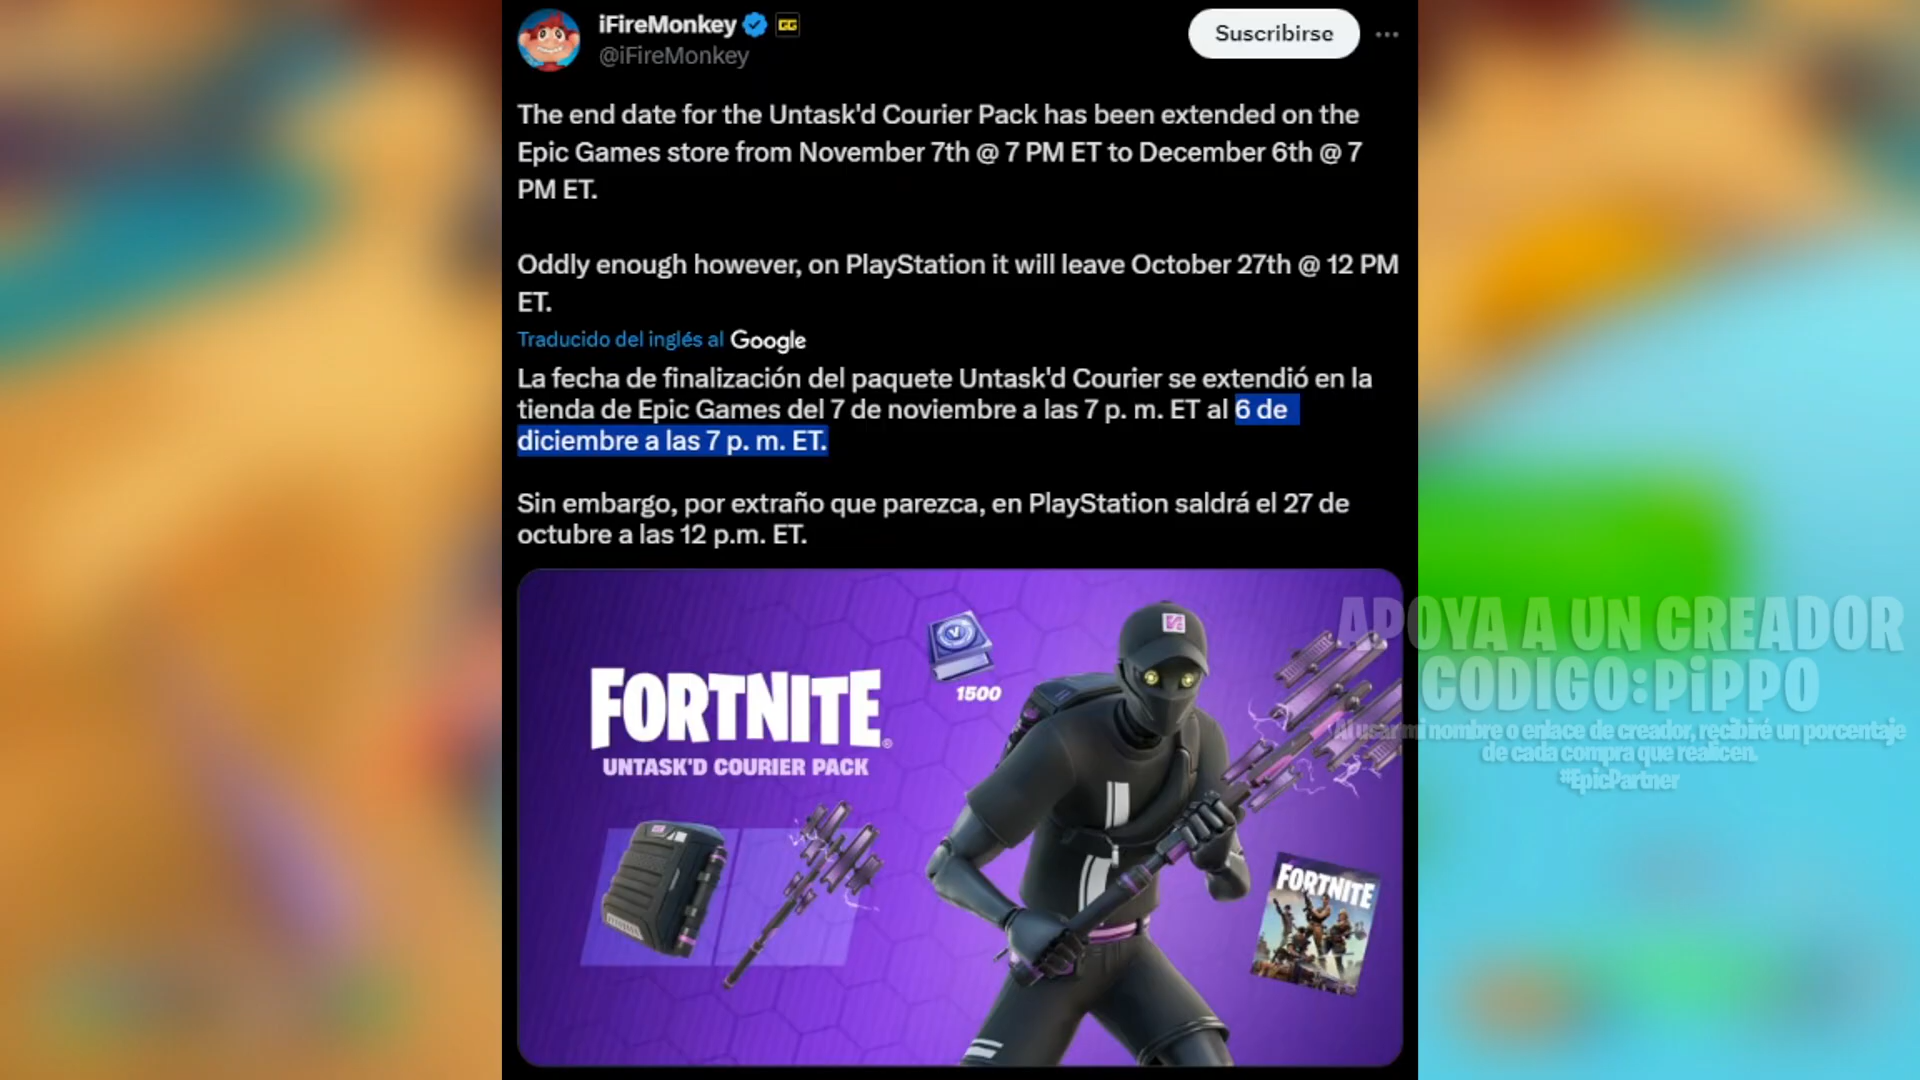 iFireMonkey
GG
@iFireMonkey
Suscribirse
The end date for the Untask'd Courier Pack has been extended on the
Epic Games store from November 7th @ 7 PM ET to December 6th @ 7
PM ET.
Oddly enough however, on PlayStation it will leave October 27th @ 12 PM
ET.
Traducido del inglés al Google
La fecha de finalización del paquete Untask'd Courier se extendió en la
tienda de Epic Games del 7 de noviembre a las 7 p. m. ET al 6 de
diciembre a las 7 p. m. ET.
Sin embargo, por extraño que parezca, en PlayStation saldrá el 27 de
octubre a las 12 p.m. ET.
V
1500
FORTNITE
UNTASK'D COURIER PACK
FORTNITE
APOYA A UN CREADOR
CODIGO:PiPPO
Al usar mi nombre o enlace de creador, recibiré un porcentaje
de cada compra que realicen.
#EpicPartner